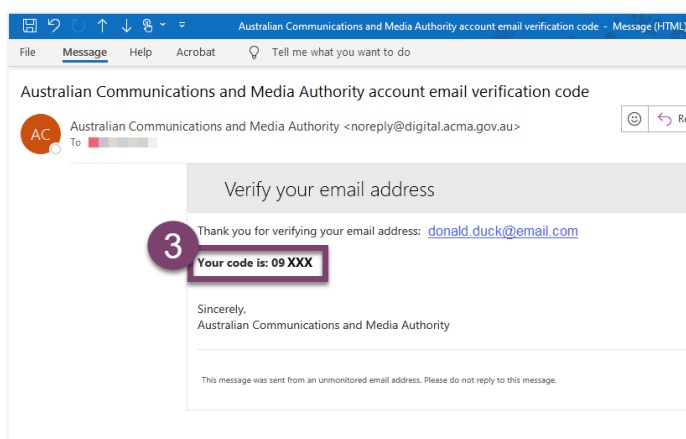 Australian Communications and Media Authority account email verification code - Message (HTML)
File Message Help Acrobat Tell me what you want to do
Australian Communications and Media Authority account email verification code
AC
Australian Communications and Media Authority <noreply@digital.acma.gov.au>
To
Verify your email address
Thank you for verifying your email address: donald.duck@email.com
3
Your code is: 09 XXX
Sincerely,
Australian Communications and Media Authority
This message was sent from an unmonitored email address. Please do not reply to this message.